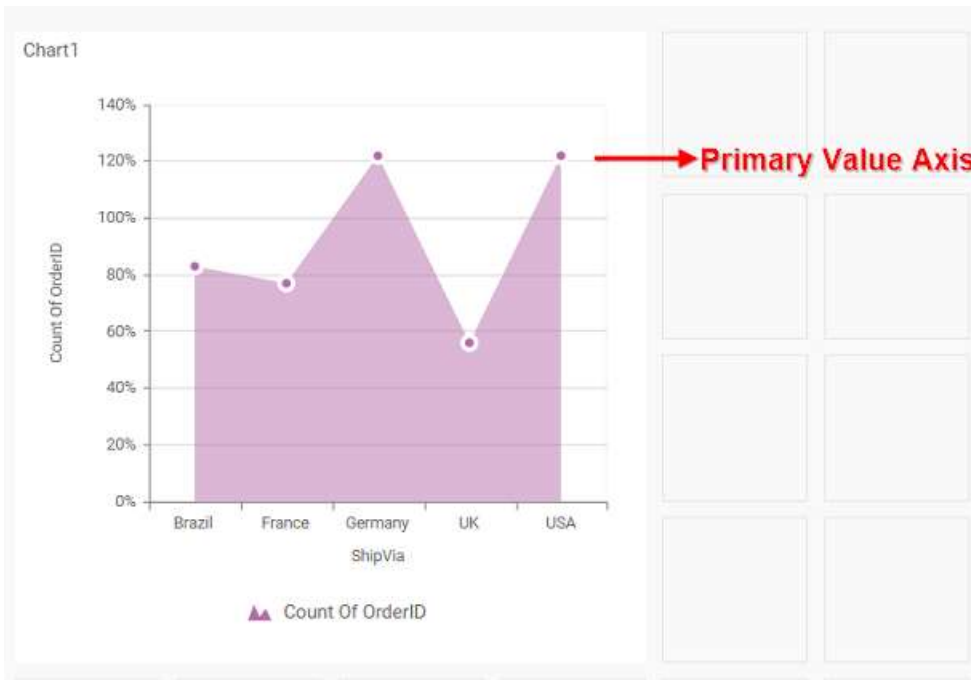 Chart1
140%
120%
Primary Value Axis
100%
80%
60%
40%
20%
0%
Count Of OrderID
Brazil France Germany UK USA
ShipVia
Count Of OrderID